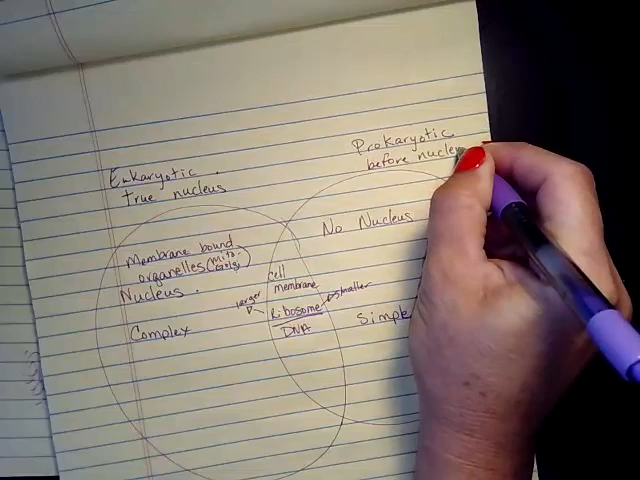 Prokaryotic
before nucle
Eukaryotic
true nucleus
No Nucleus
Membrane bound
organelles (mito.
golgi)
Nucleus.
Complex
cell
membrane
larger
smaller
Ribosome
DNA
Simple